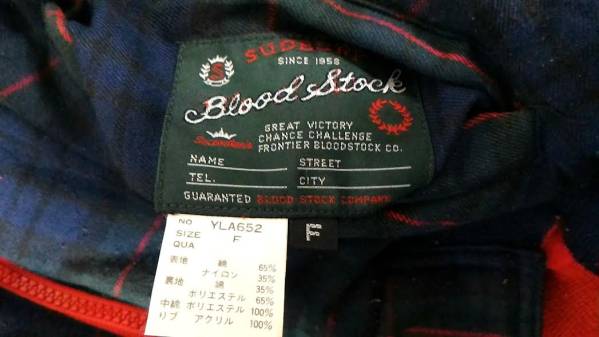 SINCE 1958
S
Blood Stock
GREAT VICTORY
CHANCE CHALLENGE
FRONTIER BLOODSTOCK CO.
NAME
STREET
TEL.
CITY
GUARANTED BLOOD STOCK COMPANY
NO YLA652
SIZE F
QUA
表地 綿 65%
ナイロン 35%
裏地 綿 35%
ポリエステル 65%
中綿 ポリエステル 100%
リブ アクリル 100%
F